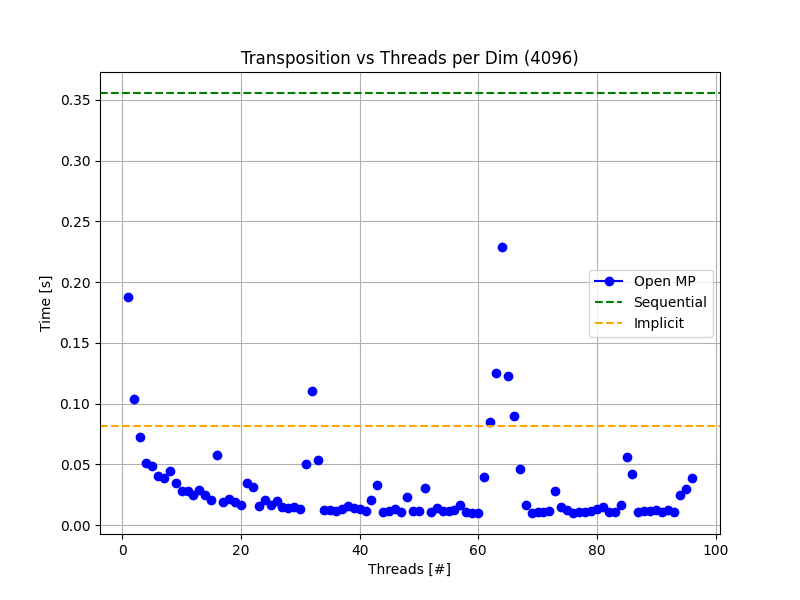 Transposition vs Threads per Dim (4096)
Time [s]
0.35
0.30
0.25
0.20
0.15
0.10
0.05
0.00
Open MP
Sequential
Implicit
0 20 40 60 80 100
Threads [#]